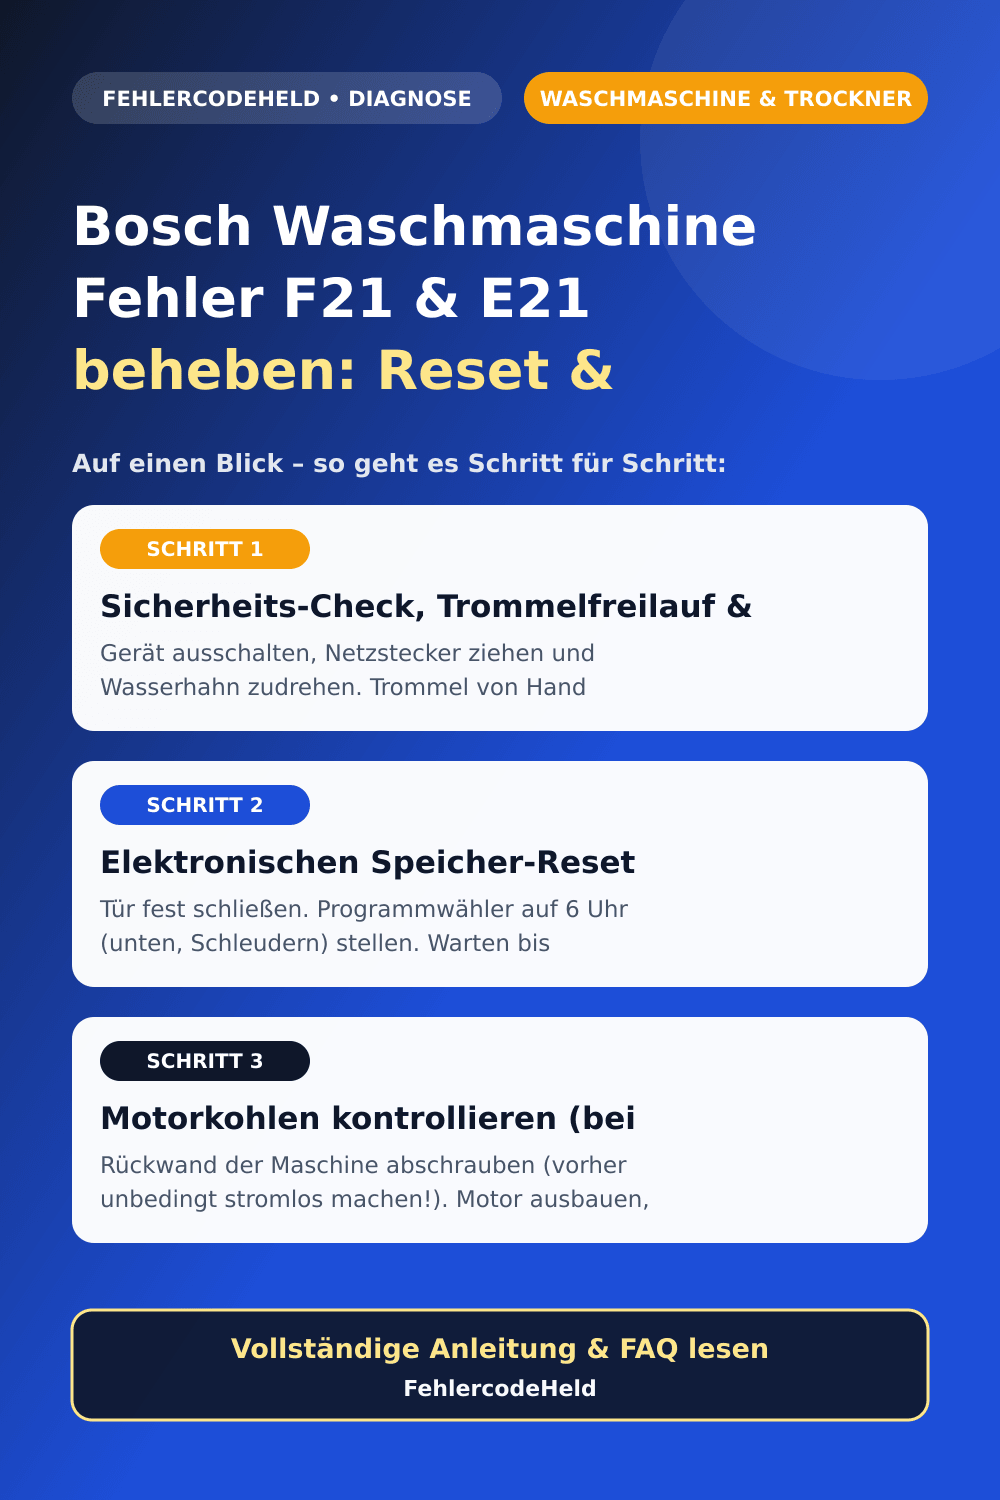 FEHLERCODEHELD • DIAGNOSE
WASCHMASCHINE & TROCKNER
Bosch Waschmaschine
Fehler F21 & E21
beheben: Reset &
Auf einen Blick – so geht es Schritt für Schritt:
SCHRITT 1
Sicherheits-Check, Trommelfreilauf &
Gerät ausschalten, Netzstecker ziehen und
Wasserhahn zudrehen. Trommel von Hand
SCHRITT 2
Elektronischen Speicher-Reset
Tür fest schließen. Programmwähler auf 6 Uhr
(unten, Schleudern) stellen. Warten bis
SCHRITT 3
Motorkohlen kontrollieren (bei
Rückwand der Maschine abschrauben (vorher
unbedingt stromlos machen!). Motor ausbauen,
Vollständige Anleitung & FAQ lesen
FehlercodeHeld